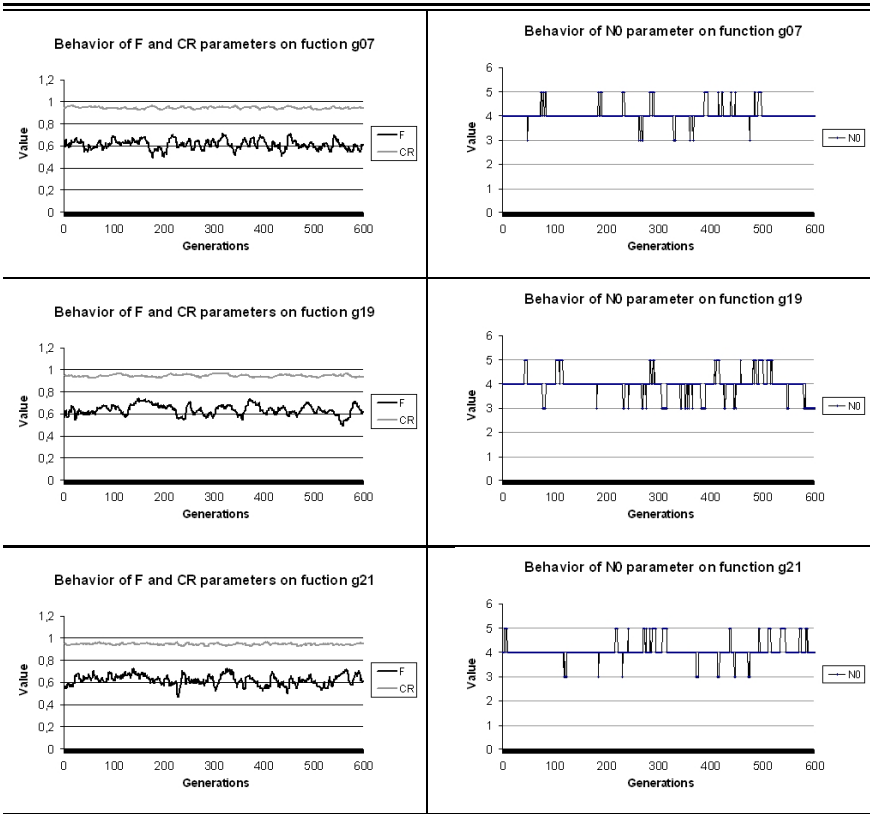 Behavior of F and CR parameters on fuction g07
1,2
1
0,8
0,6
0,4
0,2
0
Value
0 100 200 300 400 500 600
Generations
F
CR
Behavior of N0 parameter on function g07
6
5
4
3
2
1
0
Value
0 100 200 300 400 500 600
Generations
N0
Behavior of F and CR parameters on fuction g19
1,2
1
0,8
0,6
0,4
0,2
0
Value
0 100 200 300 400 500 600
Generations
F
CR
Behavior of N0 parameter on function g19
6
5
4
3
2
1
0
Value
0 100 200 300 400 500 600
Generations
N0
Behavior of F and CR parameters on fuction g21
1,2
1
0,8
0,6
0,4
0,2
0
Value
0 100 200 300 400 500 600
Generations
F
CR
Behavior of N0 parameter on function g21
6
5
4
3
2
1
0
Value
0 100 200 300 400 500 600
Generations
N0